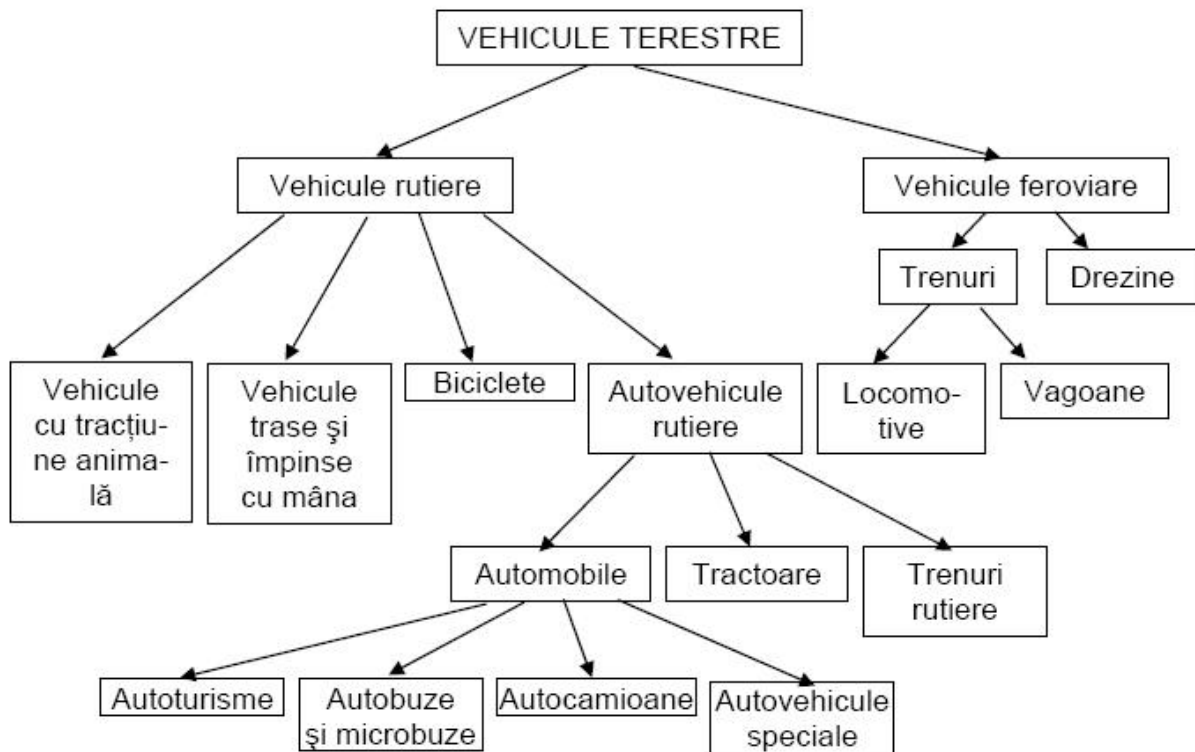 VEHICULE TERESTRE
Vehicule rutiere
Vehicule feroviare
Trenuri
Drezine
Vehicule
cu tracțiu-
ne anima-
lă
Vehicule
trase şi
împinse
cu mâna
Biciclete
Autovehicule
rutiere
Locomo-
tive
Vagoane
Automobile
Tractoare
Trenuri
rutiere
Autoturisme
Autobuze
şi microbuze
Autocamioane
Autovehicule
speciale